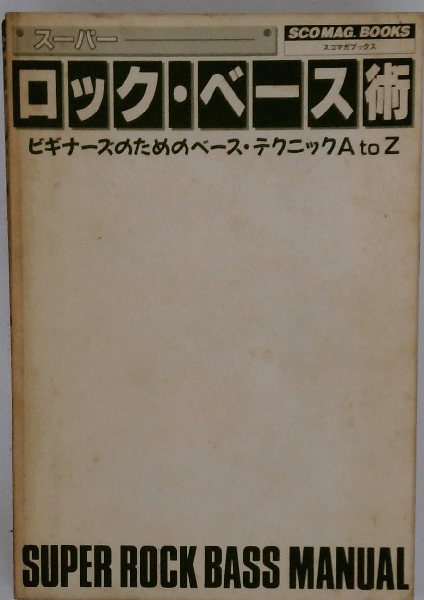 スーパー
SCO MAG. BOOKS
スコマガブックス
ロック・ベース術
ビギナーズのためのベース・テクニックA to Z
SUPER ROCK BASS MANUAL